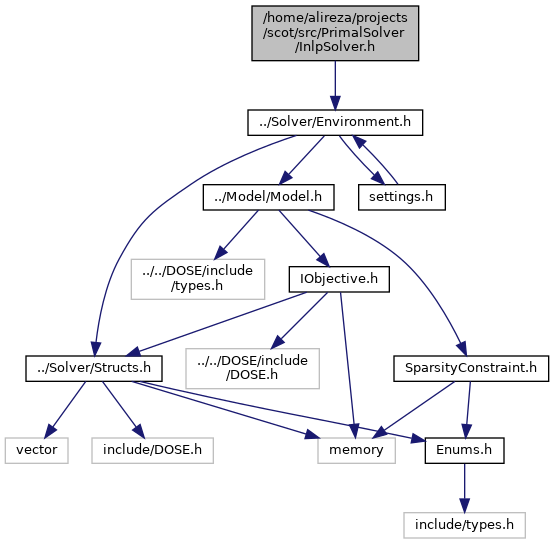 /home/alireza/projects
/scot/src/PrimalSolver
/InlpSolver.h
../Solver/Environment.h
../Model/Model.h
settings.h
../../DOSE/include
/types.h
IObjective.h
../Solver/Structs.h
../../DOSE/include
/DOSE.h
SparsityConstraint.h
vector
include/DOSE.h
memory
Enums.h
include/types.h